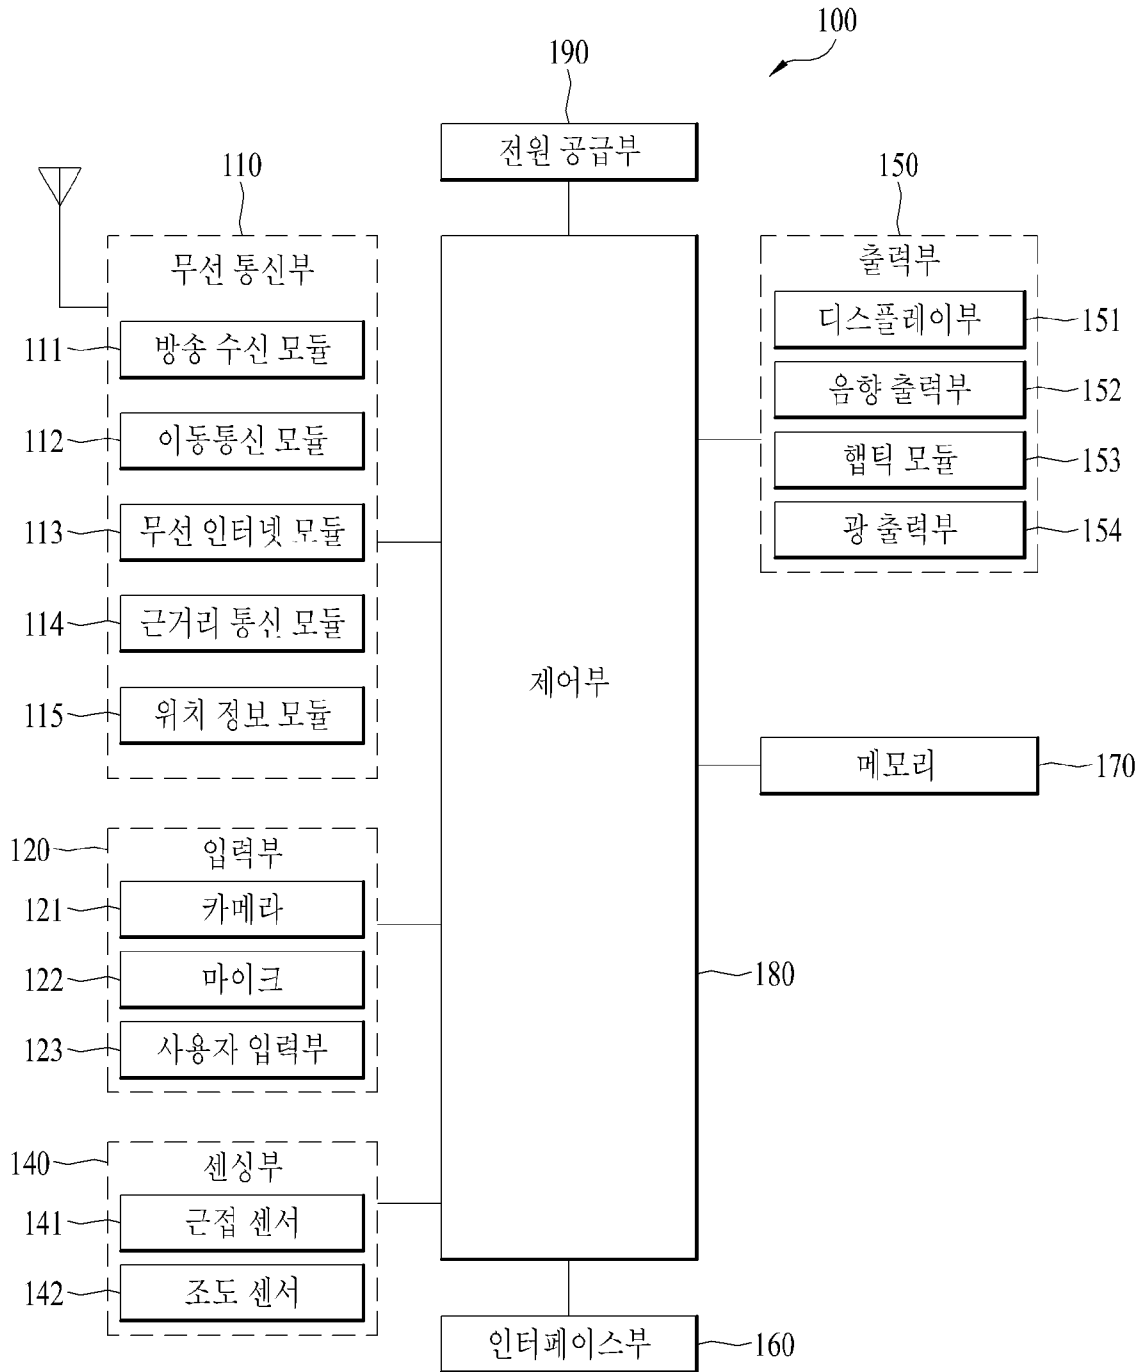 100
190
전원 공급부
110
무선 통신부
111
방송 수신 모듈
112
이동통신 모듈
113
무선 인터넷 모듈
114
근거리 통신 모듈
115
위치 정보 모듈
120
입력부
121
카메라
122
마이크
123
사용자 입력부
140
센싱부
141
근접 센서
142
조도 센서
제어부
180
150
출력부
디스플레이부
151
음향 출력부
152
햅틱 모듈
153
광 출력부
154
메모리
170
인터페이스부
160